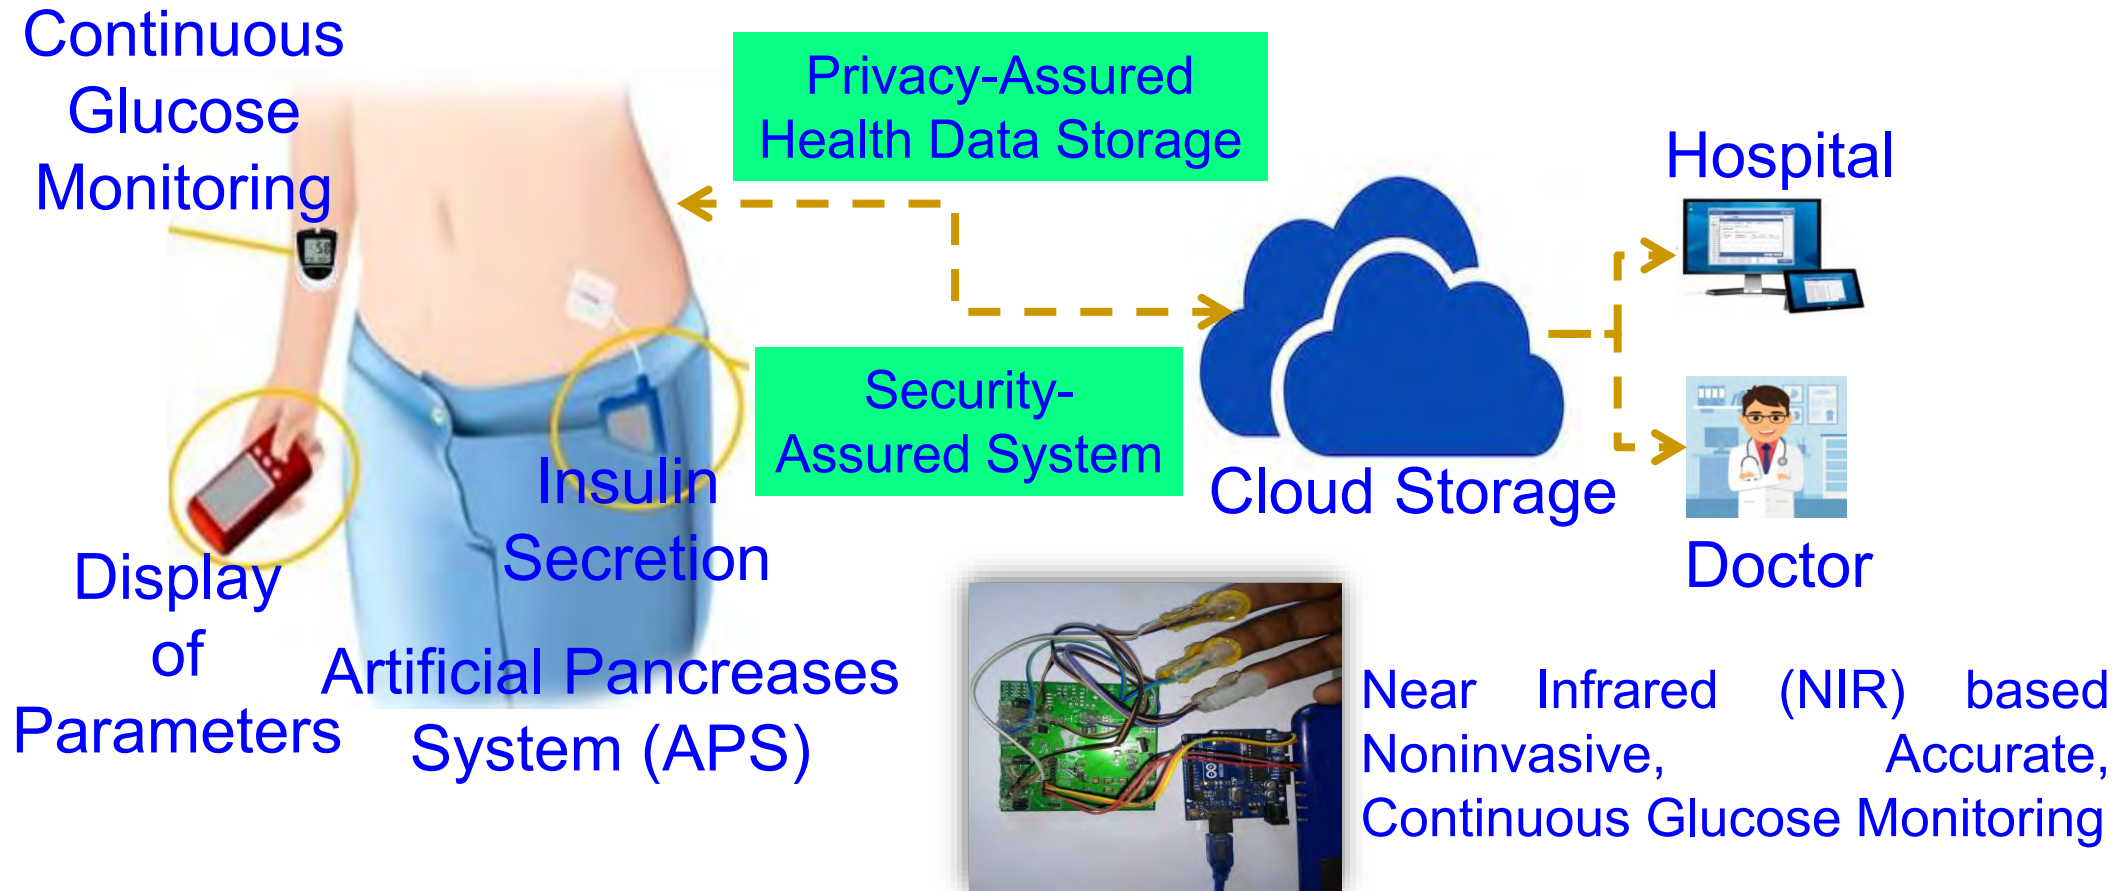 Continuous
Glucose
Monitoring
Privacy-Assured
Health Data Storage
Hospital
Security-
Assured System
Cloud Storage
Doctor
Insulin
Secretion
Display
of
Parameters
Artificial Pancreases
System (APS)
Near Infrared (NIR) based
Noninvasive, Accurate,
Continuous Glucose Monitoring